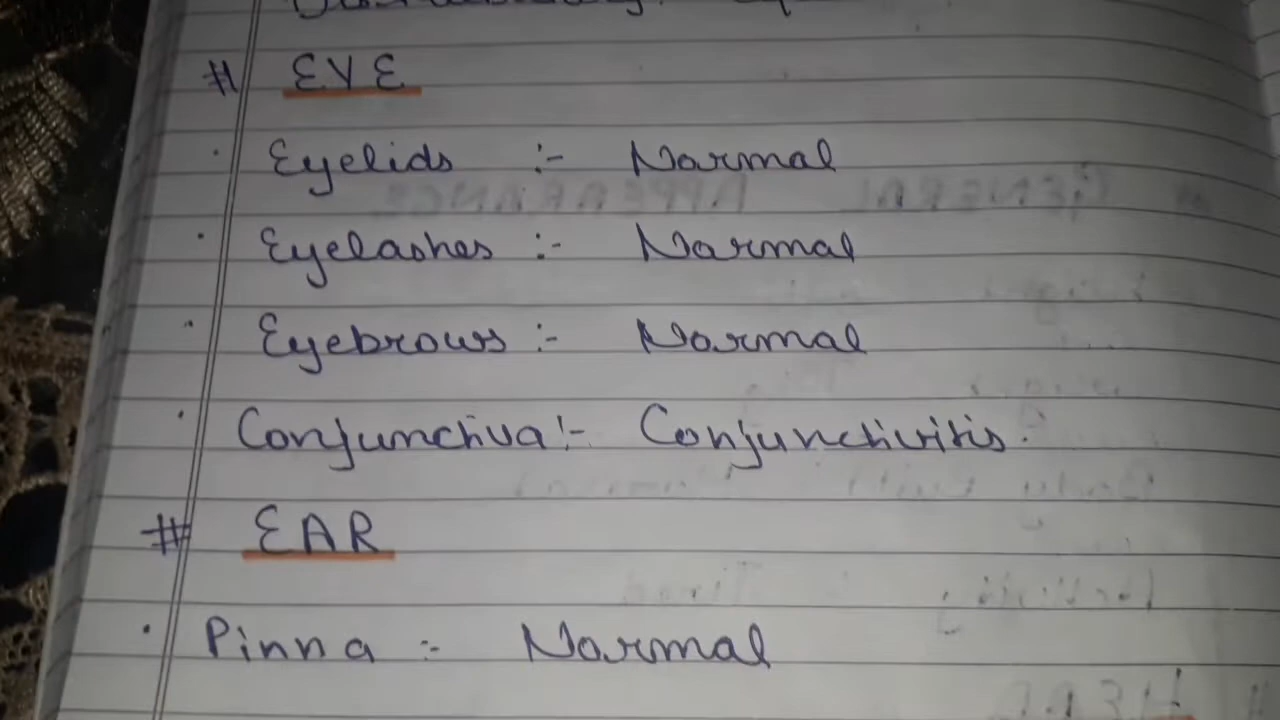 # EYE
· Eyelids :- Normal
· Eyelashes :- Normal
· Eyebrows :- Normal
· Conjunctiva :- Conjunctivitis.
# EAR
· Pinna :- Normal